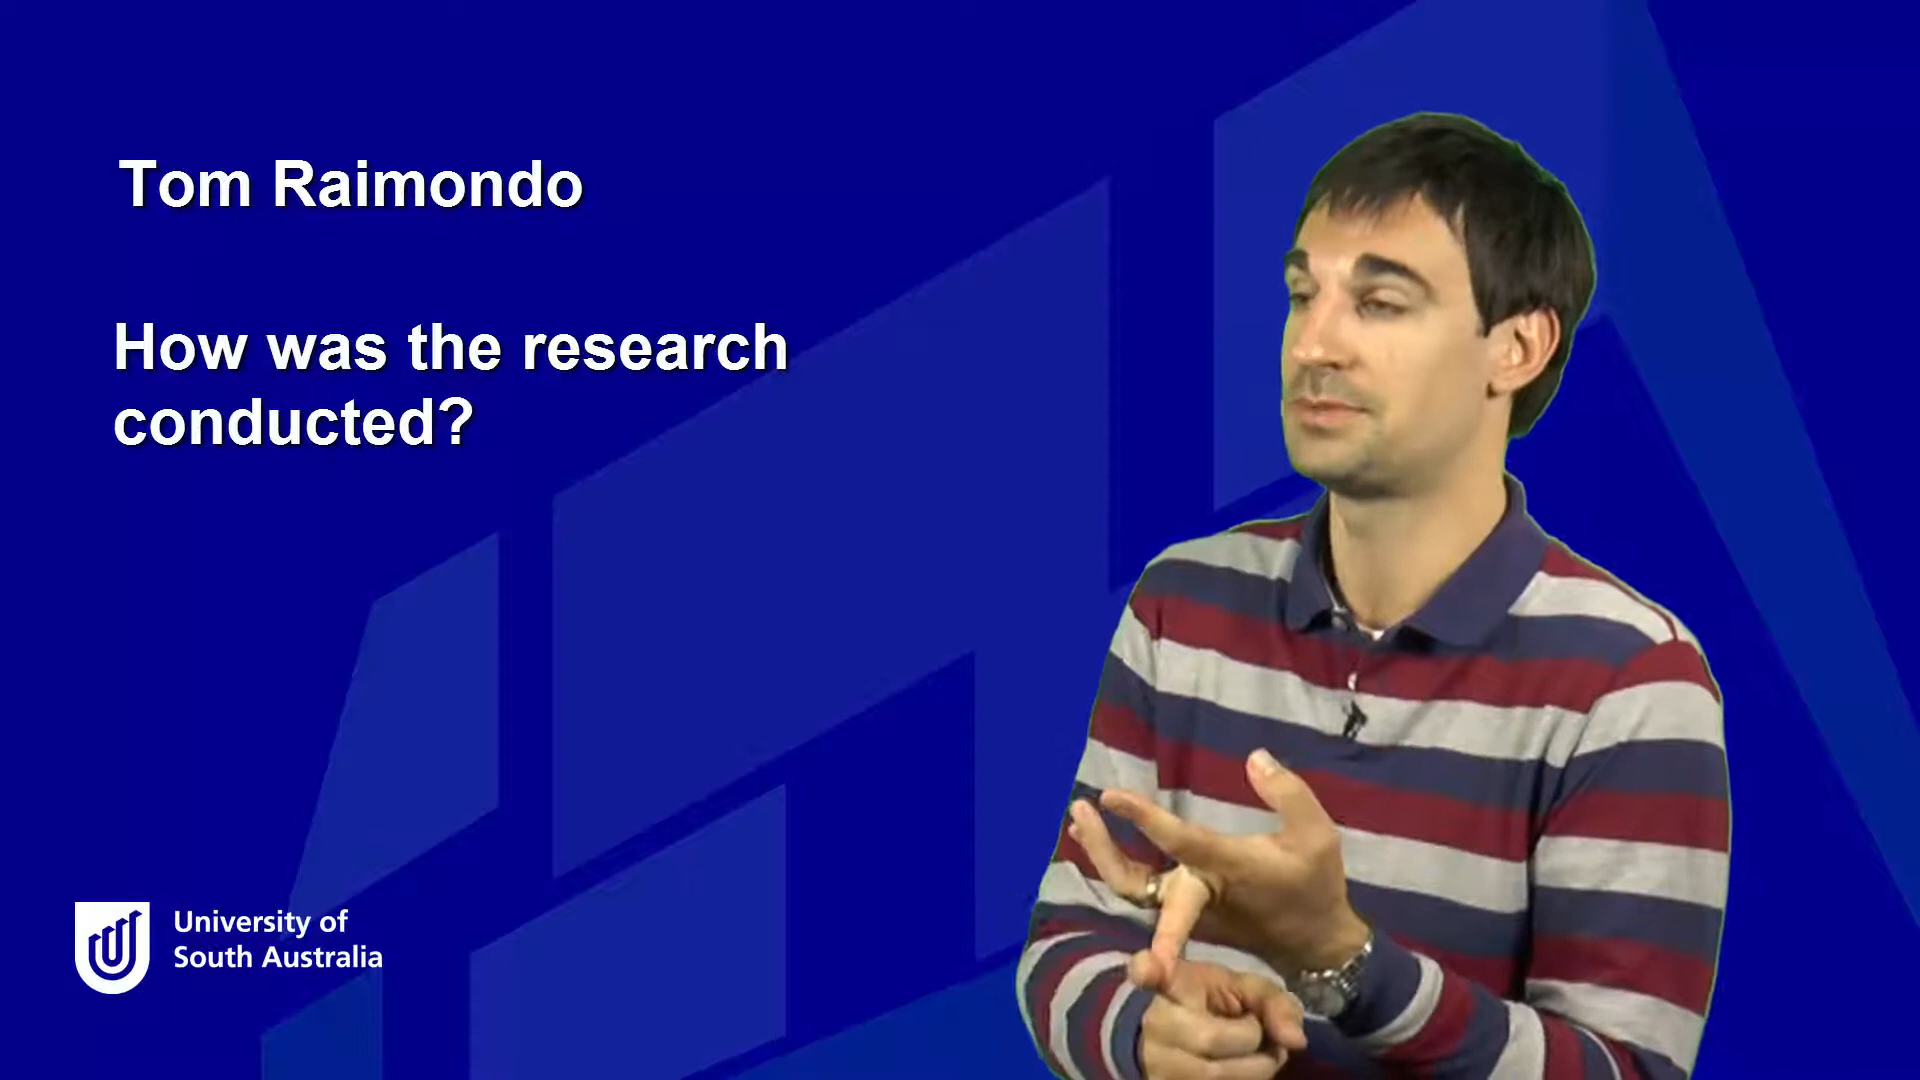 Tom Raimondo
How was the research
conducted?
University of
South Australia